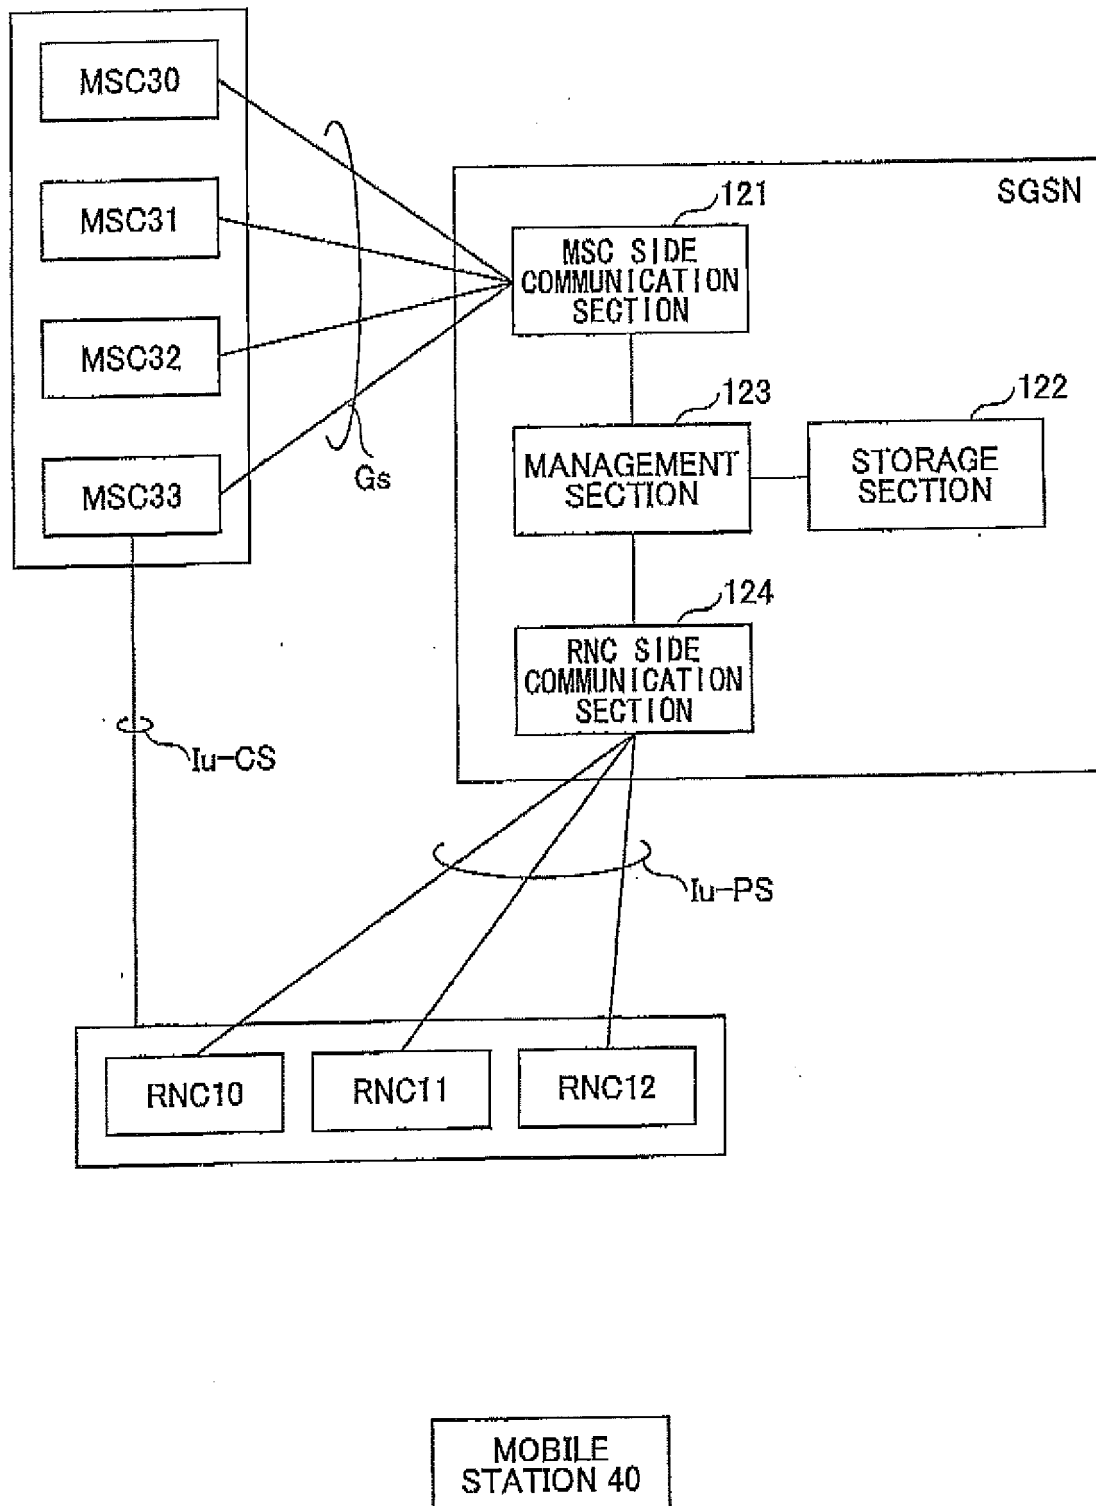 MSC30
MSC31
MSC32
MSC33
Gs
SGSN
121
MSC SIDE
COMMUNICATION
SECTION
123
MANAGEMENT
SECTION
122
STORAGE
SECTION
124
RNC SIDE
COMMUNICATION
SECTION
Iu-CS
Iu-PS
RNC10
RNC11
RNC12
MOBILE
STATION 40